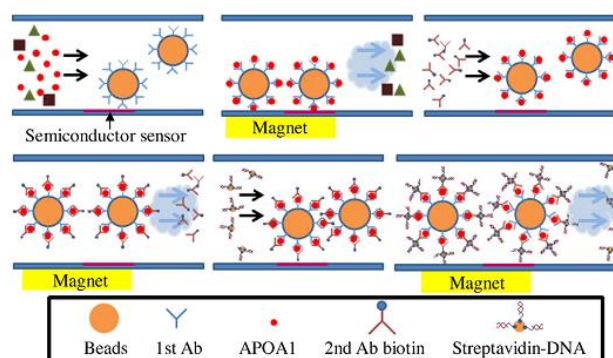 Semiconductor sensor
Magnet
Magnet
Magnet
Beads
1st Ab
APOA1
2nd Ab biotin
Streptavidin-DNA